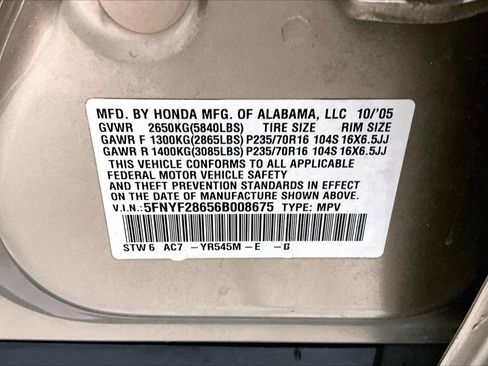 MFD. BY HONDA MFG. OF ALABAMA, LLC 10/'05
GVWR 2650KG(5840LBS) TIRE SIZE RIM SIZE
GAWR F 1300KG(2865LBS) P235/70R16 104S 16X6.5JJ
GAWR R 1400KG(3085LBS) P235/70R16 104S 16X6.5JJ
THIS VEHICLE CONFORMS TO ALL APPLICABLE
FEDERAL MOTOR VEHICLE SAFETY
AND THEFT PREVENTION STANDARDS IN EFFECT ON
THE DATE OF MANUFACTURE SHOWN ABOVE.
V.I.N.: 5FNYF28656B008675 TYPE: MPV
STW6 AC7 -YR545M-E -G